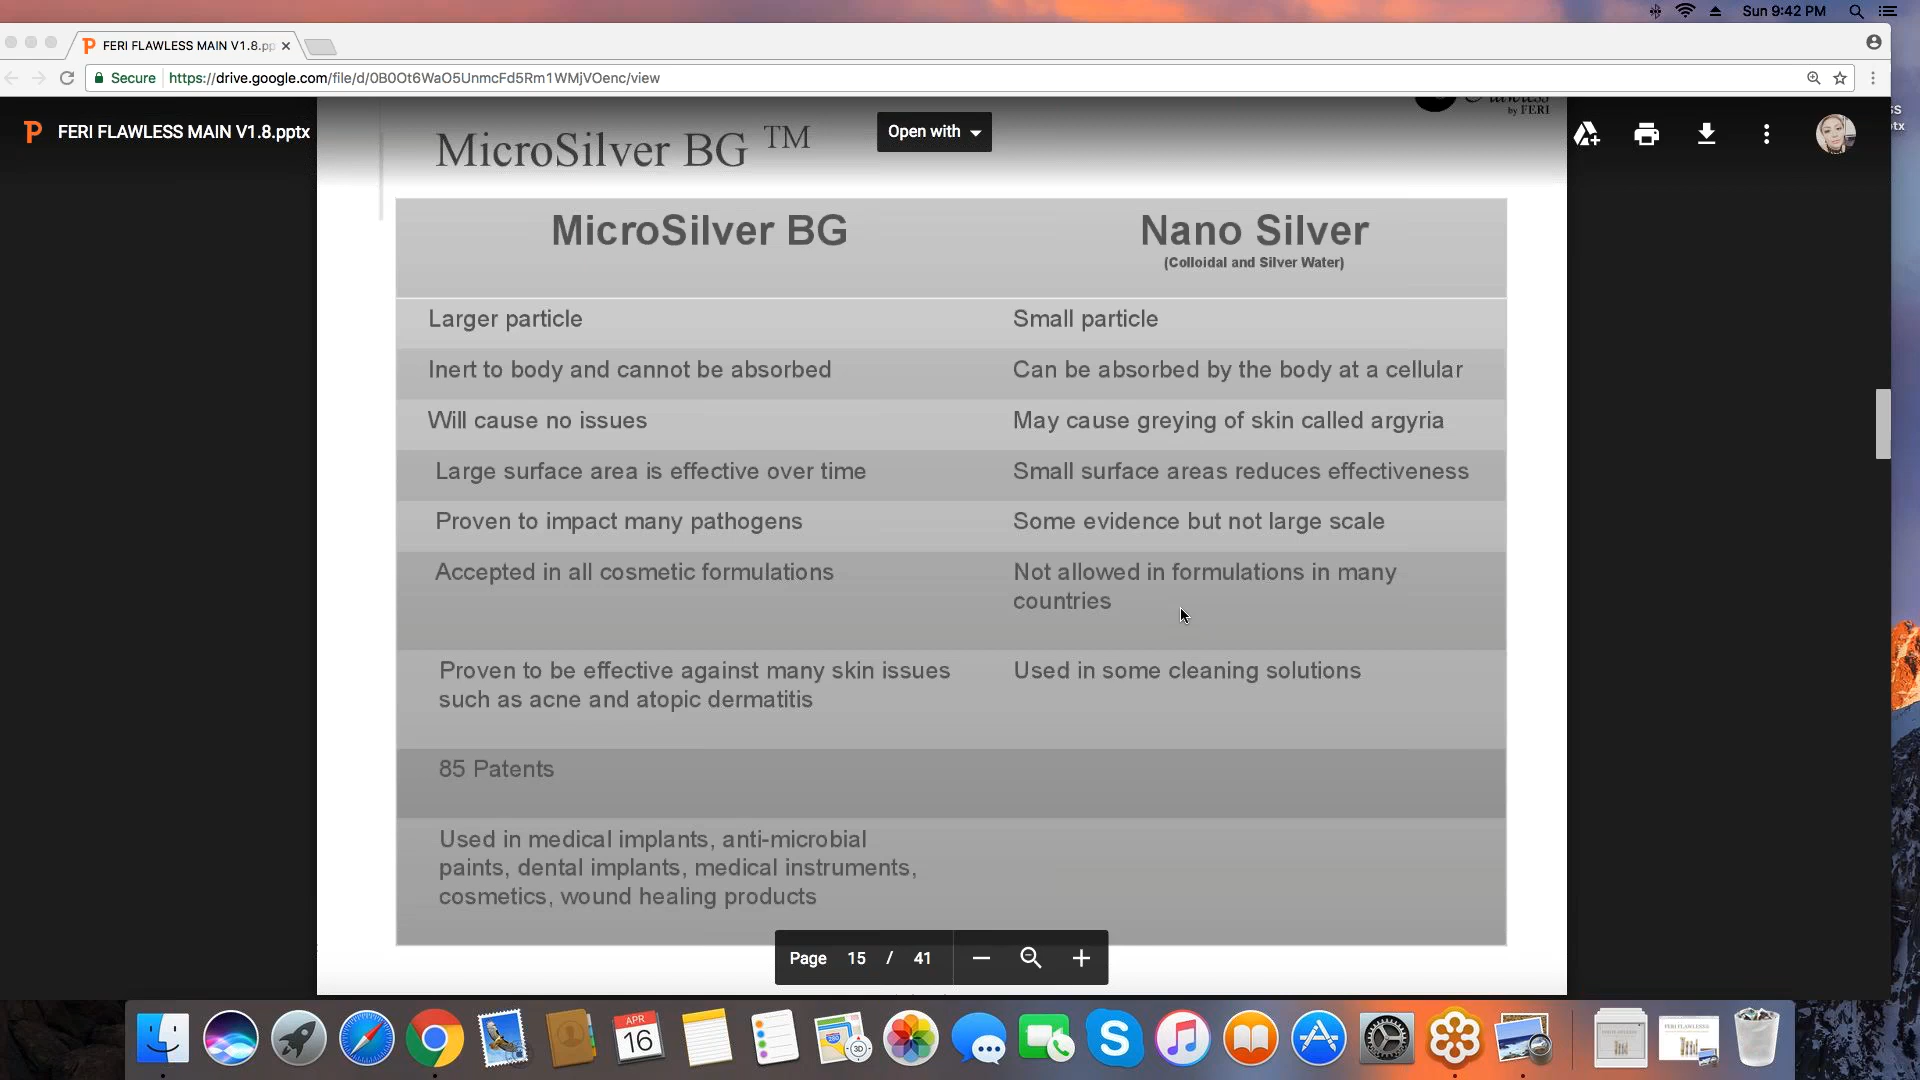 Sun 9:42 PM
FERI FLAWLESS MAIN V1.8.pp
Secure https://drive.google.com/file/d/0B0Ot6WaO5UnmcFd5Rm1WMjVOenc/view
by FERI
FERI FLAWLESS MAIN V1.8.pptx
Open with
MicroSilver BG TM
MicroSilver BG Nano Silver
(Colloidal and Silver Water)
Larger particle Small particle
Inert to body and cannot be absorbed Can be absorbed by the body at a cellular
Will cause no issues May cause greying of skin called argyria
Large surface area is effective over time Small surface areas reduces effectiveness
Proven to impact many pathogens Some evidence but not large scale
Accepted in all cosmetic formulations Not allowed in formulations in many
countries
Proven to be effective against many skin issues Used in some cleaning solutions
such as acne and atopic dermatitis
85 Patents
Used in medical implants, anti-microbial
paints, dental implants, medical instruments,
cosmetics, wound healing products
Page 15 / 41
APR
16